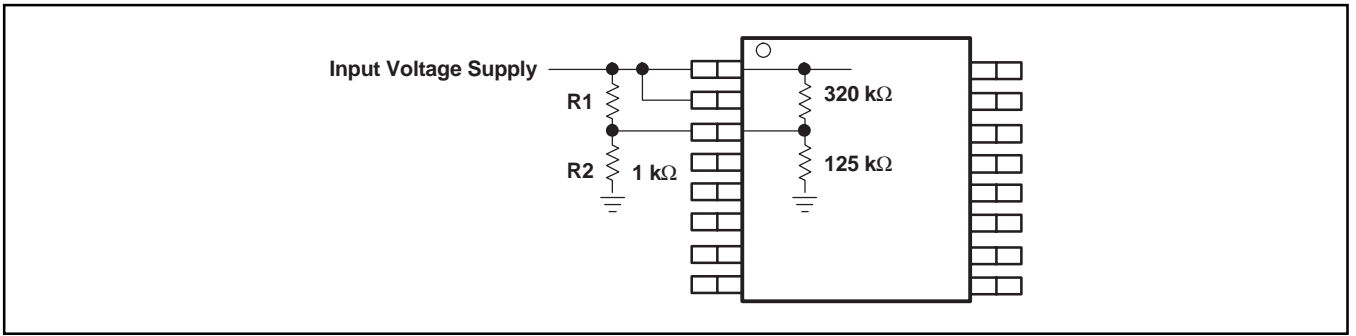 Input Voltage Supply
R1
320 kΩ
R2
1 kΩ
125 kΩ